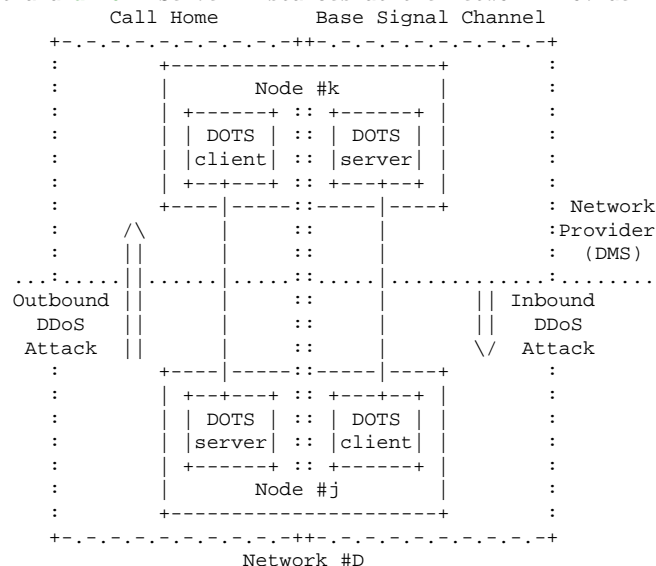 Call Home Base Signal Channel
+-.-.-.-.-.-.-.-.-++-.-.-.-.-.-.-.-.-+
: +----------------------+ :
: | Node #k | :
: | +------+ :: +------+ | :
: | | DOTS | :: | DOTS | | :
: | |client| :: |server| | :
: | +--+---+ :: +---+--+ | :
: +----|-----::-----|----+ : Network
: /\ | :: | :Provider
: || | :: | : (DMS)
...:.....||......|.....::.....|.............:........
Outbound || | :: | || Inbound
DDoS || | :: | || DDoS
Attack || | :: | \/ Attack
: +----|-----::-----|----+ :
: | +--+---+ :: +---+--+ | :
: | | DOTS | :: | DOTS | | :
: | |server| :: |client| | :
: | +------+ :: +------+ | :
: | Node #j | :
: +----------------------+ :
+-.-.-.-.-.-.-.-.-++-.-.-.-.-.-.-.-.-+
Network #D